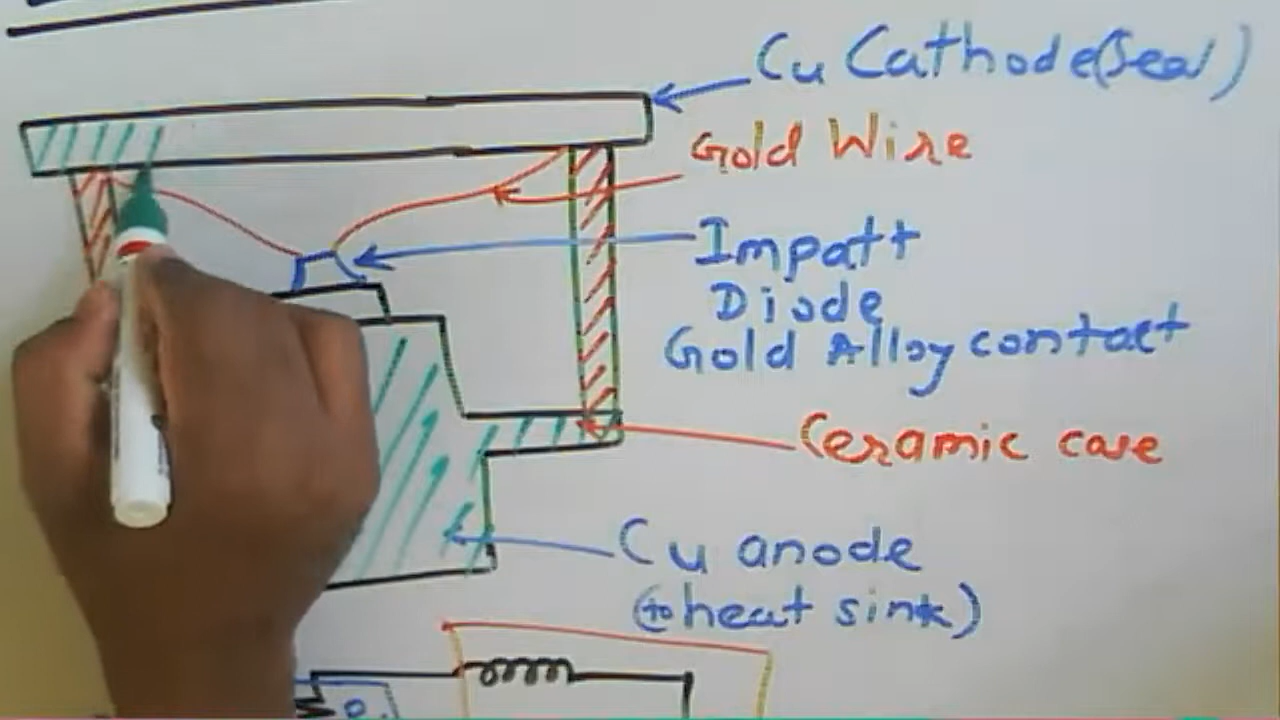 Cu Cathode(Seal)
Gold Wire
Impatt
Diode
Gold Alloy contact
Ceramic case
Cu anode
(to heat sink)